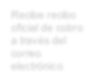 Recibe recibo
oficial de cobro
a través del
correo
electrónico